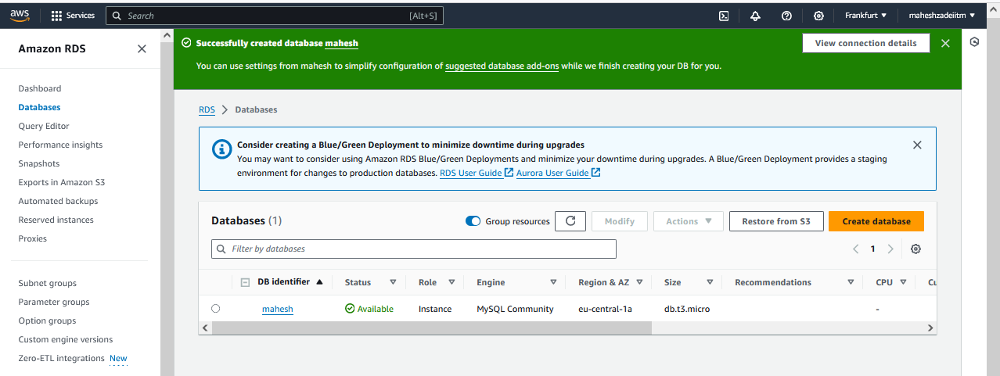 aws Services Search [Alt+S] Frankfurt maheshzadeiitm
Amazon RDS
Dashboard
Databases
Query Editor
Performance insights
Snapshots
Exports in Amazon S3
Automated backups
Reserved instances
Proxies
Subnet groups
Parameter groups
Option groups
Custom engine versions
Zero-ETL integrations New
Successfully created database mahesh
View connection details
You can use settings from mahesh to simplify configuration of suggested database add-ons while we finish creating your DB for you.
RDS > Databases
Consider creating a Blue/Green Deployment to minimize downtime during upgrades
You may want to consider using Amazon RDS Blue/Green Deployments and minimize your downtime during upgrades. A Blue/Green Deployment provides a staging
environment for changes to production databases. RDS User Guide Aurora User Guide
Databases (1) Group resources Modify Actions Restore from S3 Create database
Filter by databases 1
DB identifier Status Role Engine Region & AZ Size Recommendations CPU Cu
mahesh Available Instance MySQL Community eu-central-1a db.t3.micro -